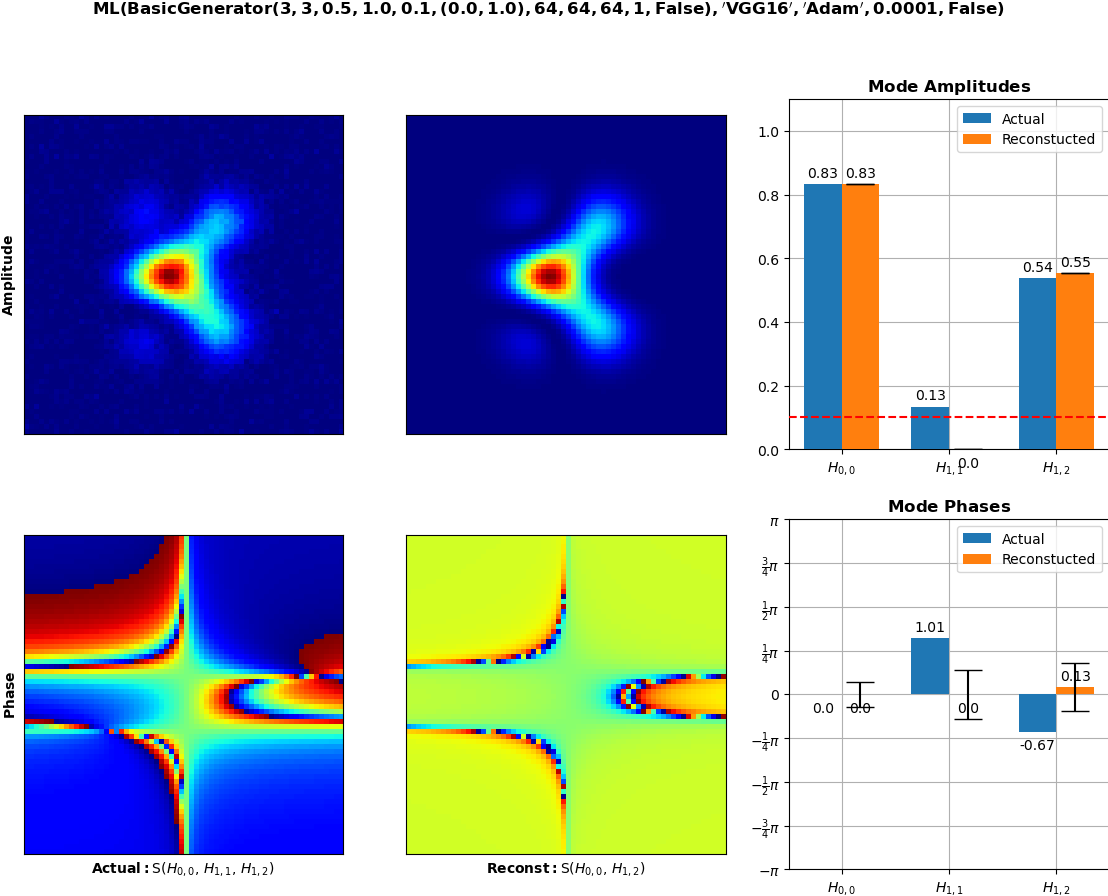 ML(BasicGenerator(3, 3, 0.5, 1.0, 0.1, (0.0, 1.0), 64, 64, 64, 1, False), ′VGG16′, ′Adam′, 0.0001, False)
Amplitude
Mode Amplitudes
Actual
Reconstucted
1.0
0.8
0.6
0.4
0.2
0.0
0.83
0.83
0.13
0.0
0.54
0.55
H0,0
H1,1
H1,2
Phase
Actual: S(H0,0, H1,1, H1,2)
Reconst: S(H0,0, H1,2)
Mode Phases
Actual
Reconstucted
π
3/4π
1/2π
1/4π
0
−1/4π
−1/2π
−3/4π
−π
0.0
0.0
1.01
0.0
-0.67
0.13
H0,0
H1,1
H1,2